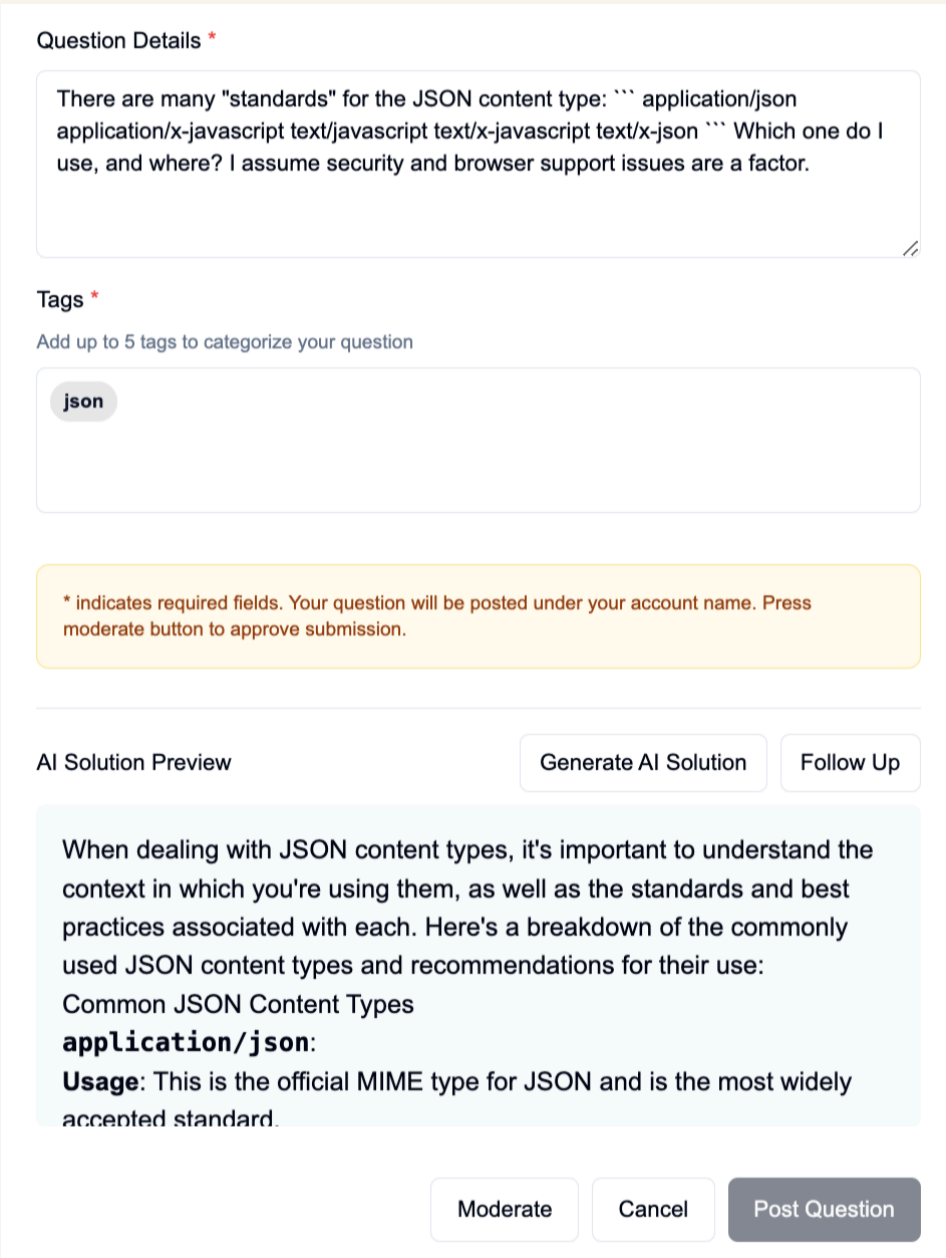 Question Details *
There are many "standards" for the JSON content type: ``` application/json
application/x-javascript text/javascript text/x-javascript text/x-json ``` Which one do I
use, and where? I assume security and browser support issues are a factor.
Tags *
Add up to 5 tags to categorize your question
json
* indicates required fields. Your question will be posted under your account name. Press
moderate button to approve submission.
AI Solution Preview
Generate AI Solution
Follow Up
When dealing with JSON content types, it's important to understand the
context in which you're using them, as well as the standards and best
practices associated with each. Here's a breakdown of the commonly
used JSON content types and recommendations for their use:
Common JSON Content Types
application/json:
Usage: This is the official MIME type for JSON and is the most widely
accepted standard.
Moderate
Cancel
Post Question